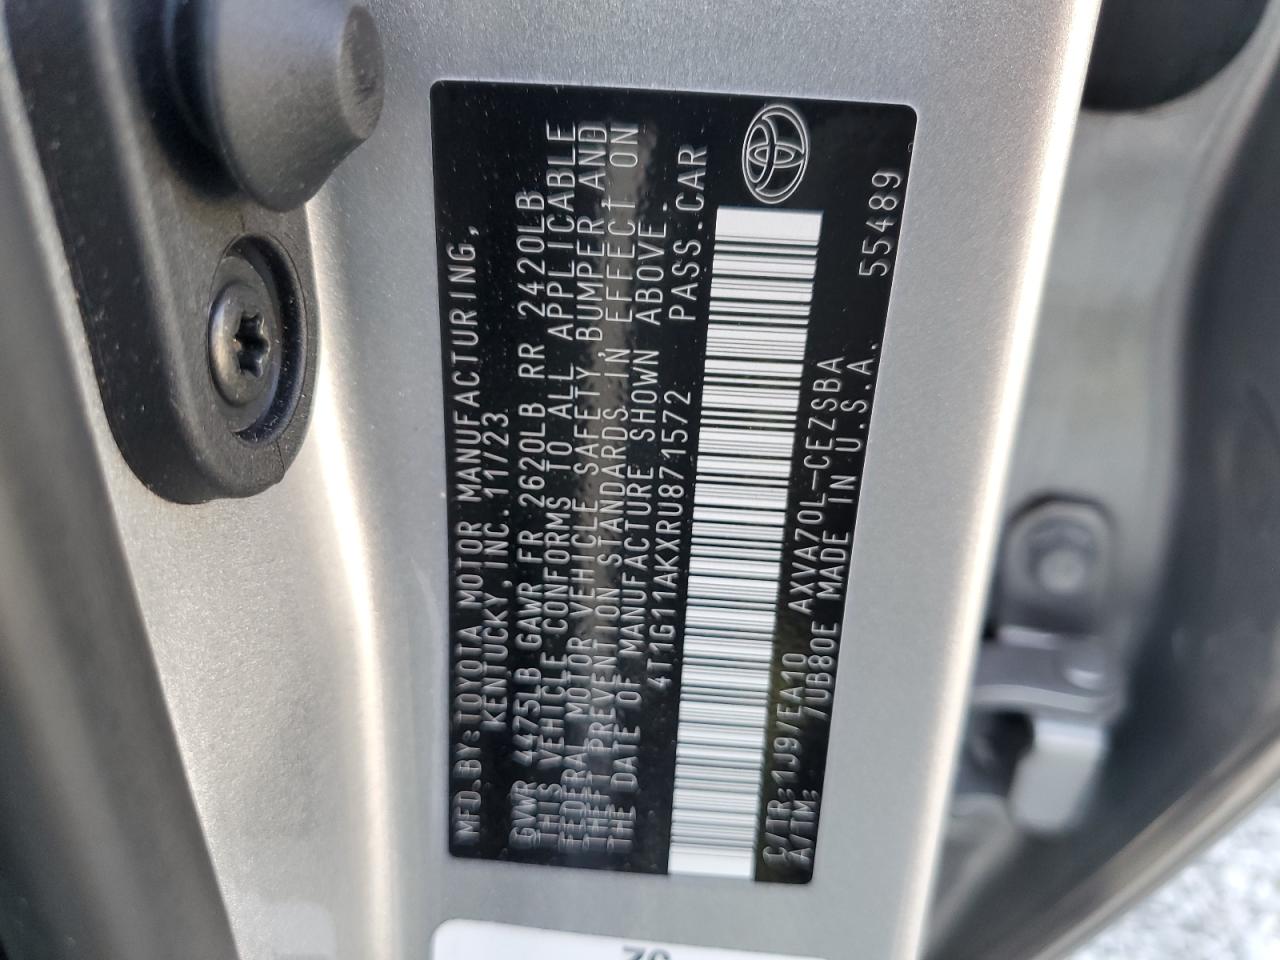 MFD.BY:TOYOTA MOTOR MANUFACTURING,
KENTUCKY, INC. 11/23
GVWR 4475LB GAWR FR 2620LB RR 2420LB
THIS VEHICLE CONFORMS TO ALL APPLICABLE
FEDERAL MOTOR VEHICLE SAFETY, BUMPER AND
THEFT PREVENTION STANDARDS IN EFFECT ON
THE DATE OF MANUFACTURE SHOWN ABOVE.
4T1G11AKXRU871572 PASS.CAR
C/TR:1J9/EA10 AXVA70L-CEZSBA 55489
A/TM: /UB80E MADE IN U.S.A.